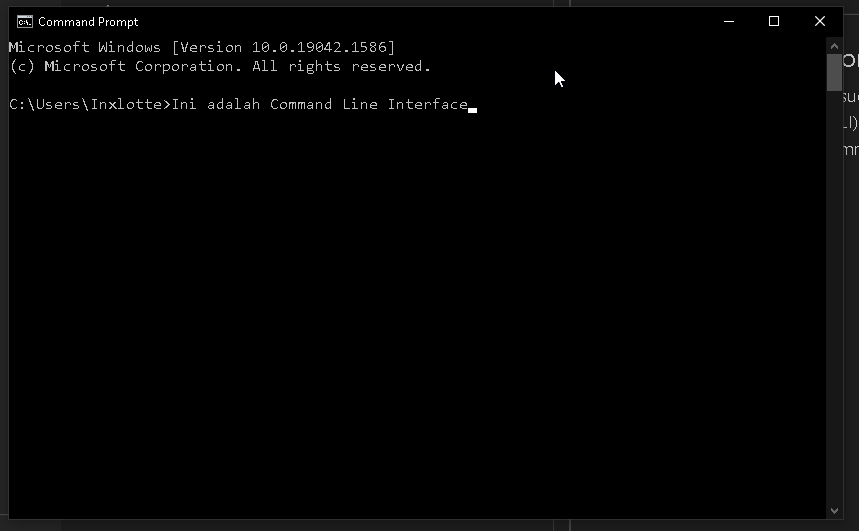 Command Prompt
Microsoft Windows [Version 10.0.19042.1586]
(c) Microsoft Corporation. All rights reserved.
C:\Users\Inxlotte>Ini adalah Command Line Interface